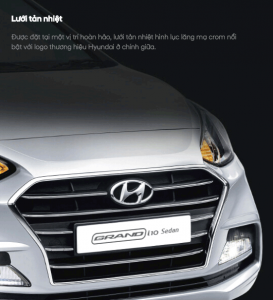 Lưới tản nhiệt
Được đặt tại một vị trí hoàn hảo, lưới tản nhiệt hình lục lăng mạ crom nổi
bật với logo thương hiệu Hyundai ở chính giữa.
GRAND i10 Sedan